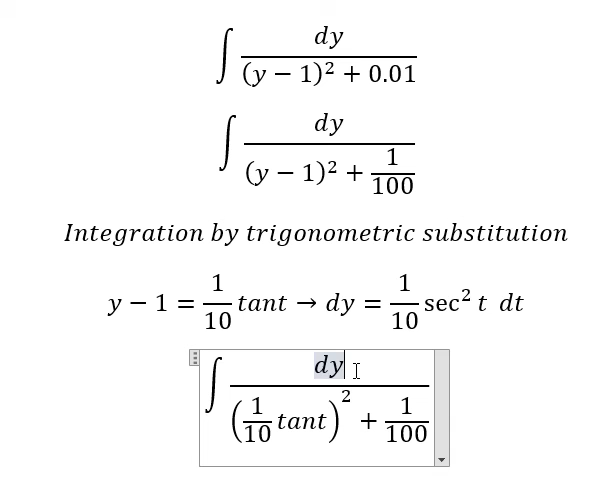 ∫ dy / ((y − 1)² + 0.01)
∫ dy / ((y − 1)² + 1/100)
Integration by trigonometric substitution
y − 1 = 1/10 tant → dy = 1/10 sec² t dt
∫ dy / ((1/10 tant)² + 1/100)